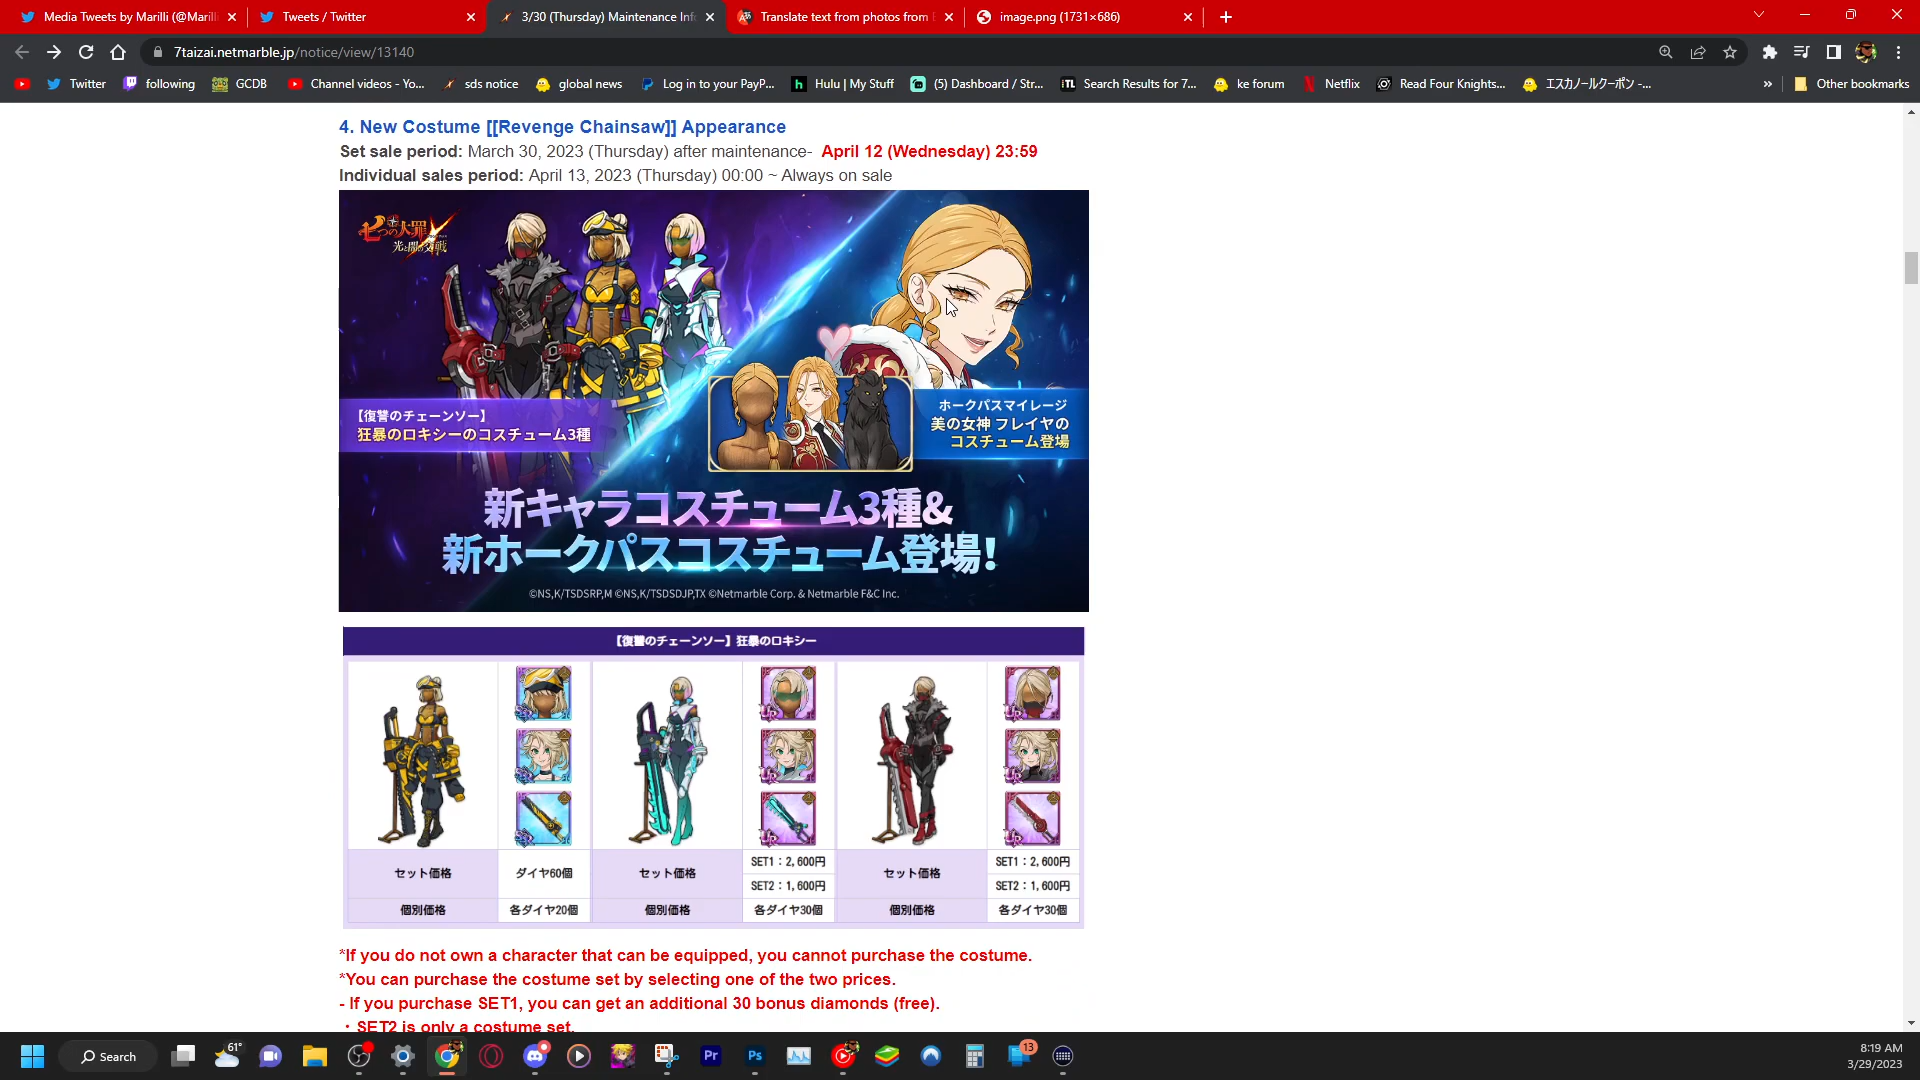 Media Tweets by Marilli (@Marilli
Tweets / Twitter
3/30 (Thursday) Maintenance Info
Translate text from photos from
image.png (1731×686)
7taizai.netmarble.jp/notice/view/13140
Twitter
following
GCDB
Channel videos - Yo...
sds notice
global news
Log in to your PayP...
Hulu | My Stuff
(5) Dashboard / Str...
Search Results for 7...
ke forum
Netflix
Read Four Knights...
エスカノールクーポン -...
»
Other bookmarks
4. New Costume [[Revenge Chainsaw]] Appearance
Set sale period: March 30, 2023 (Thursday) after maintenance- April 12 (Wednesday) 23:59
Individual sales period: April 13, 2023 (Thursday) 00:00 ~ Always on sale
七つの大罪
光と闇の交戦
【復讐のチェーンソー】
狂暴のロキシーのコスチューム3種
ホークパスマイレージ
美の女神 フレイヤの
コスチューム登場
新キャラコスチューム3種&
新ホークパスコスチューム登場!
©NS,K/TSDSRP,M ©NS,K/TSDSDJP,TX ©Netmarble Corp. & Netmarble F&C Inc.
【復讐のチェーンソー】狂暴のロキシー
セット価格
ダイヤ60個
セット価格
SET1：2,600円
SET2：1,600円
セット価格
SET1：2,600円
SET2：1,600円
個別価格
各ダイヤ20個
個別価格
各ダイヤ30個
個別価格
各ダイヤ30個
*If you do not own a character that can be equipped, you cannot purchase the costume.
*You can purchase the costume set by selecting one of the two prices.
- If you purchase SET1, you can get an additional 30 bonus diamonds (free).
・SET2 is only a costume set.
Search
61°
Pr
Ps
13
8:19 AM
3/29/2023